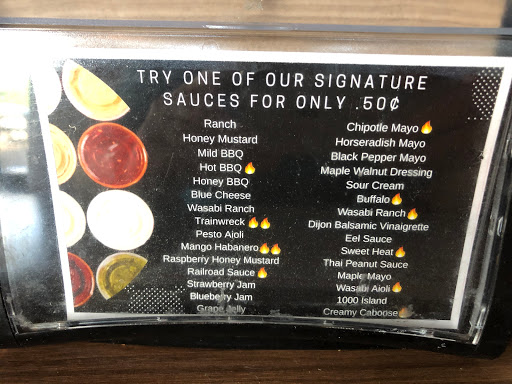 TRY ONE OF OUR SIGNATURE
SAUCES FOR ONLY .50¢
Ranch
Honey Mustard
Mild BBQ
Hot BBQ🔥
Honey BBQ
Blue Cheese
Wasabi Ranch
Trainwreck 🔥🔥
Pesto Aioli
Mango Habanero🔥🔥
Raspberry Honey Mustard
Railroad Sauce🔥
Strawberry Jam
Blueberry Jam
Grape Jelly
Chipotle Mayo🔥
Horseradish Mayo
Black Pepper Mayo
Maple Walnut Dressing
Sour Cream
Buffalo🔥
Wasabi Ranch🔥
Dijon Balsamic Vinaigrette
Eel Sauce
Sweet Heat🔥
Thai Peanut Sauce
Maple Mayo
Wasabi Aioli🔥
1000 Island
Creamy Caboose🔥